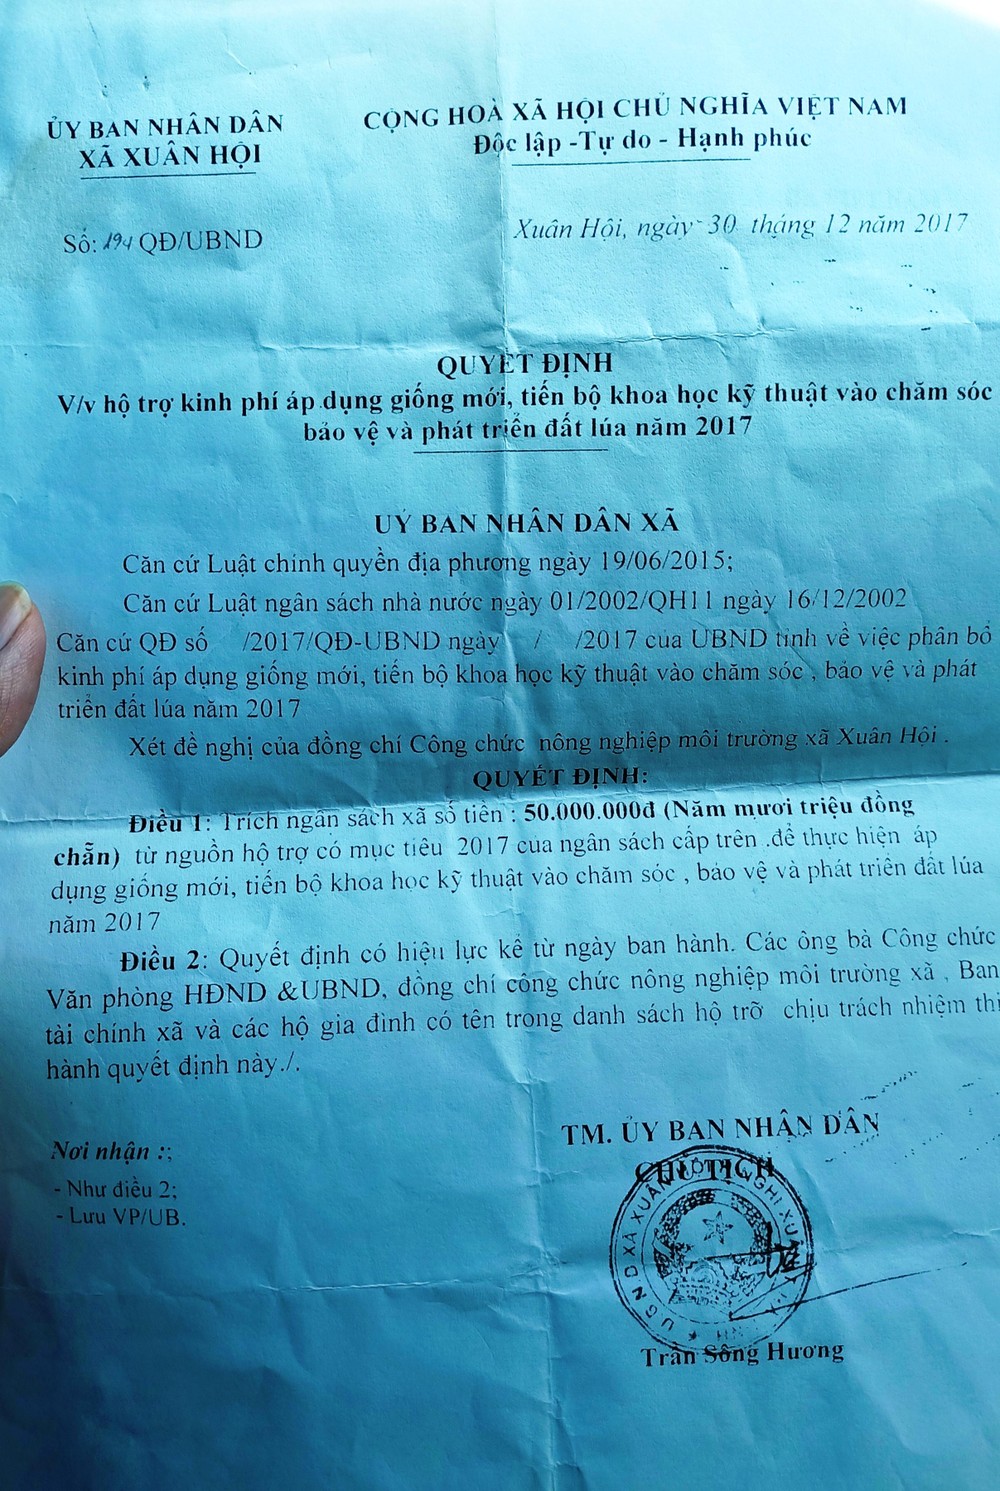 ỦY BAN NHÂN DÂN
XÃ XUÂN HỘI
CỘNG HOÀ XÃ HỘI CHỦ NGHĨA VIỆT NAM
Độc lập -Tự do - Hạnh phúc
Số: 194 QĐ/UBND
Xuân Hội, ngày 30 tháng 12 năm 2017
QUYẾT ĐỊNH
V/v hộ trợ kinh phí áp dụng giống mới, tiến bộ khoa học kỹ thuật vào chăm sóc
bảo vệ và phát triển đất lúa năm 2017
UỶ BAN NHÂN DÂN XÃ
Căn cứ Luật chính quyền địa phương ngày 19/06/2015;
Căn cứ Luật ngân sách nhà nước ngày 01/2002/QH11 ngày 16/12/2002
Căn cứ QĐ số /2017/QĐ-UBND ngày / /2017 của UBND tỉnh về việc phân bổ
kinh phí áp dụng giống mới, tiến bộ khoa học kỹ thuật vào chăm sóc , bảo vệ và phát
triển đất lúa năm 2017
Xét đề nghị của đồng chí Công chức nông nghiệp môi trường xã Xuân Hội .
QUYẾT ĐỊNH:
Điều 1: Trích ngân sách xã số tiền : 50.000.000đ (Năm mươi triệu đồng
chẵn) từ nguồn hộ trợ có mục tiêu 2017 của ngân sách cấp trên .để thực hiện áp
dụng giống mới, tiến bộ khoa học kỹ thuật vào chăm sóc , bảo vệ và phát triển đất lúa
năm 2017
Điều 2: Quyết định có hiệu lực kể từ ngày ban hành. Các ông bà Công chức
Văn phòng HĐND &UBND, đồng chí công chức nông nghiệp môi trường xã , Ban
tài chính xã và các hộ gia đình có tên trong danh sách hộ trỡ chịu trách nhiệm thi
hành quyết định này./.
Nơi nhận :;
- Như điều 2;
- Lưu VP/UB.
TM. ỦY BAN NHÂN DÂN
CHỦ TỊCH
U B N D XÃ XUÂN HỘI NGHI XUÂN
Trần Sông Hương